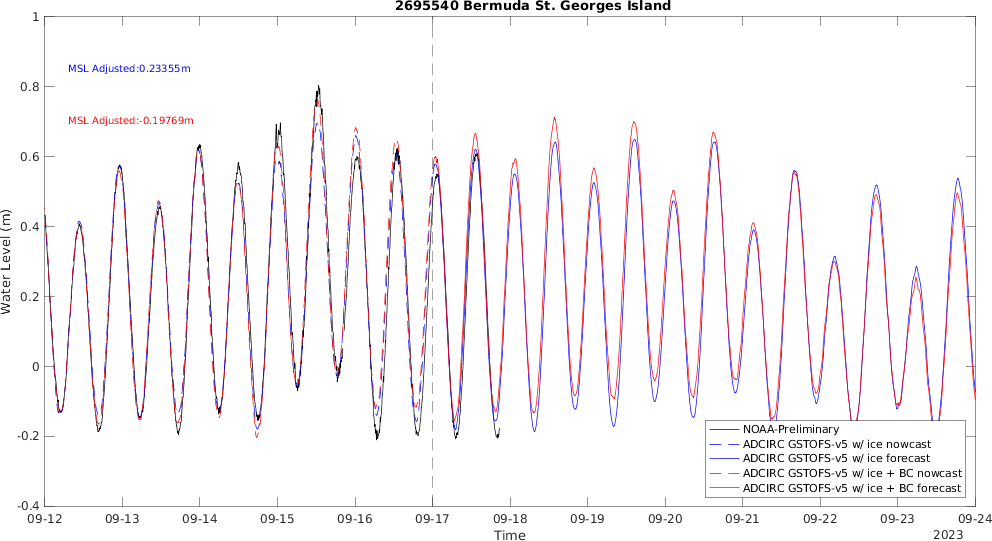 2695540 Bermuda St. Georges Island
MSL Adjusted:0.23355m
MSL Adjusted:-0.19769m
Water Level (m)
1
0.8
0.6
0.4
0.2
0
-0.2
-0.4
NOAA-Preliminary
ADCIRC GSTOFS-v5 w/ ice nowcast
ADCIRC GSTOFS-v5 w/ ice forecast
ADCIRC GSTOFS-v5 w/ ice + BC nowcast
ADCIRC GSTOFS-v5 w/ ice + BC forecast
09-12 09-13 09-14 09-15 09-16 09-17 09-18 09-19 09-20 09-21 09-22 09-23 09-24
Time
2023